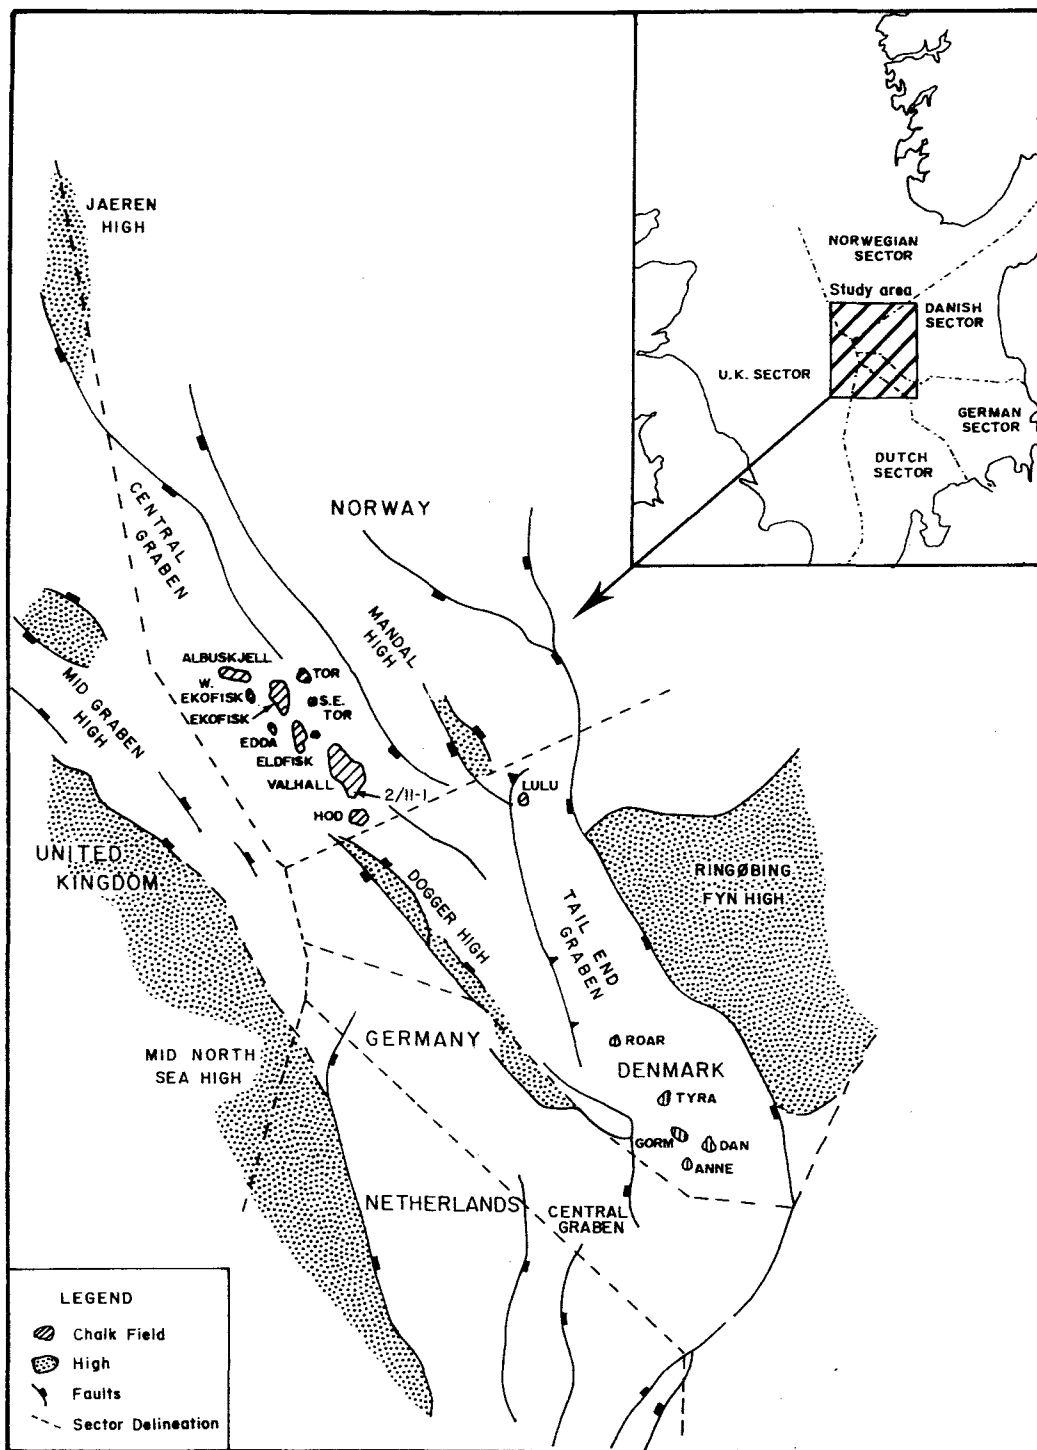 JAEREN
HIGH
NORWEGIAN
SECTOR
Study area
DANISH
SECTOR
U.K. SECTOR
GERMAN
SECTOR
DUTCH
SECTOR
CENTRAL
GRABEN
NORWAY
MANDAL
HIGH
ALBUSKJELL
TOR
W.
EKOFISK
S.E.
TOR
EKOFISK
EDDA
ELDFISK
VALHALL
2/11-1
HOD
LULU
MID GRABEN
HIGH
UNITED
KINGDOM
DOGGER HIGH
RINGØBING
FYN HIGH
TAIL END
GRABEN
GERMANY
MID NORTH
SEA HIGH
ROAR
DENMARK
TYRA
GORM
DAN
ANNE
NETHERLANDS
CENTRAL
GRABEN
LEGEND
Chalk Field
High
Faults
Sector Delineation